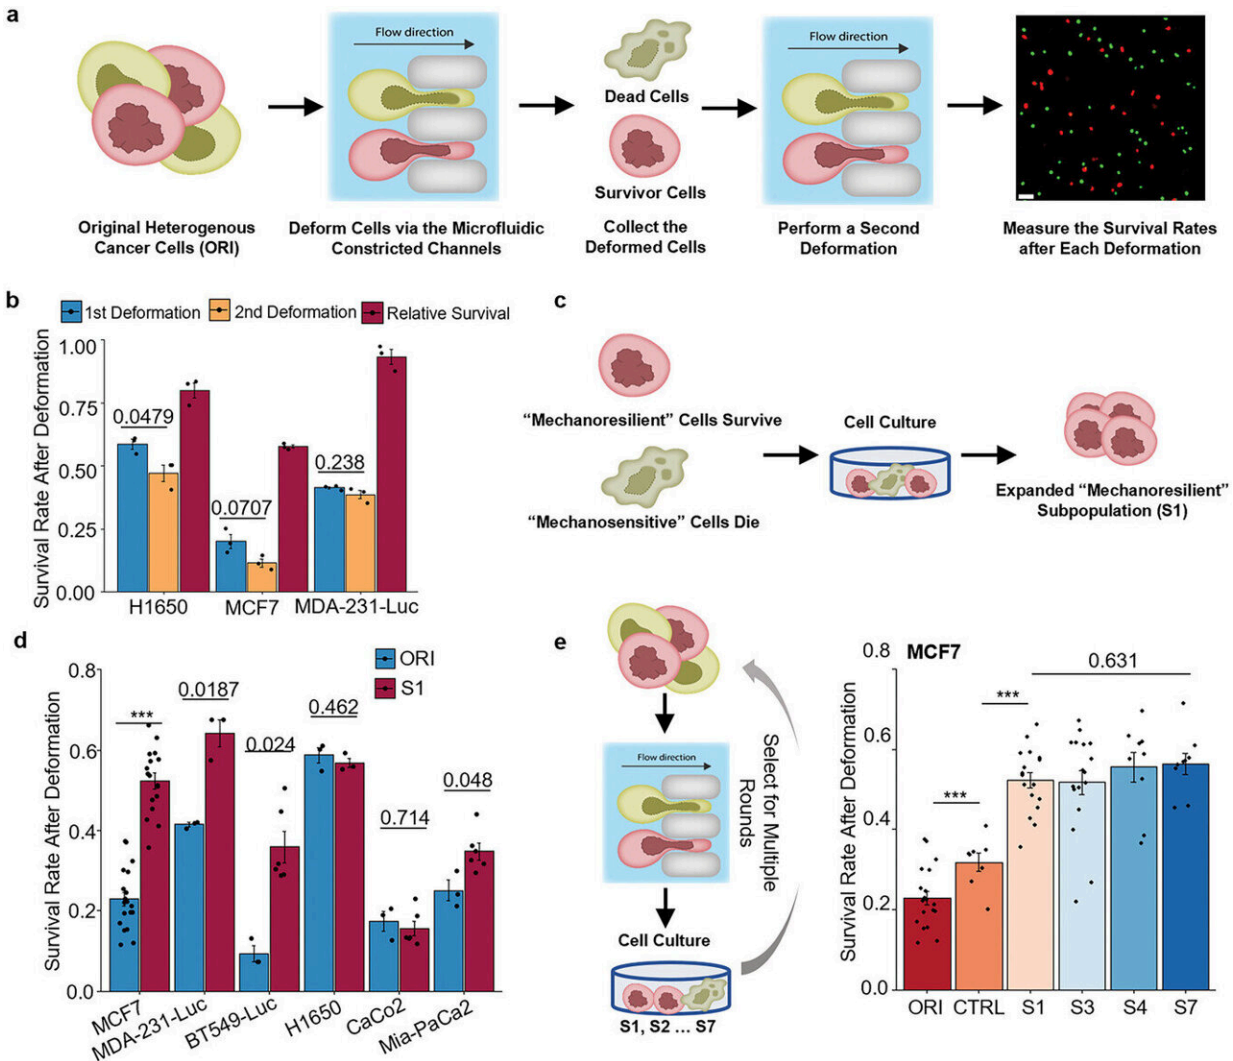 a
Flow direction
Dead Cells
Survivor Cells
Flow direction
Original Heterogenous
Cancer Cells (ORI)
Deform Cells via the Microfluidic
Constricted Channels
Collect the
Deformed Cells
Perform a Second
Deformation
Measure the Survival Rates
after Each Deformation
b
1st Deformation
2nd Deformation
Relative Survival
Survival Rate After Deformation
1.00
0.75
0.50
0.25
0.00
0.0479
0.0707
0.238
H1650
MCF7
MDA-231-Luc
c
“Mechanoresilient” Cells Survive
“Mechanosensitive” Cells Die
Cell Culture
Expanded “Mechanoresilient”
Subpopulation (S1)
d
ORI
S1
Survival Rate After Deformation
0.8
0.6
0.4
0.2
0.0
***
0.0187
0.024
0.462
0.714
0.048
MCF7
MDA-231-Luc
BT549-Luc
H1650
CaCo2
Mia-PaCa2
e
Flow direction
Select for Multiple
Rounds
Cell Culture
S1, S2 ... S7
MCF7
Survival Rate After Deformation
0.8
0.6
0.4
0.2
0.0
***
***
0.631
ORI
CTRL
S1
S3
S4
S7